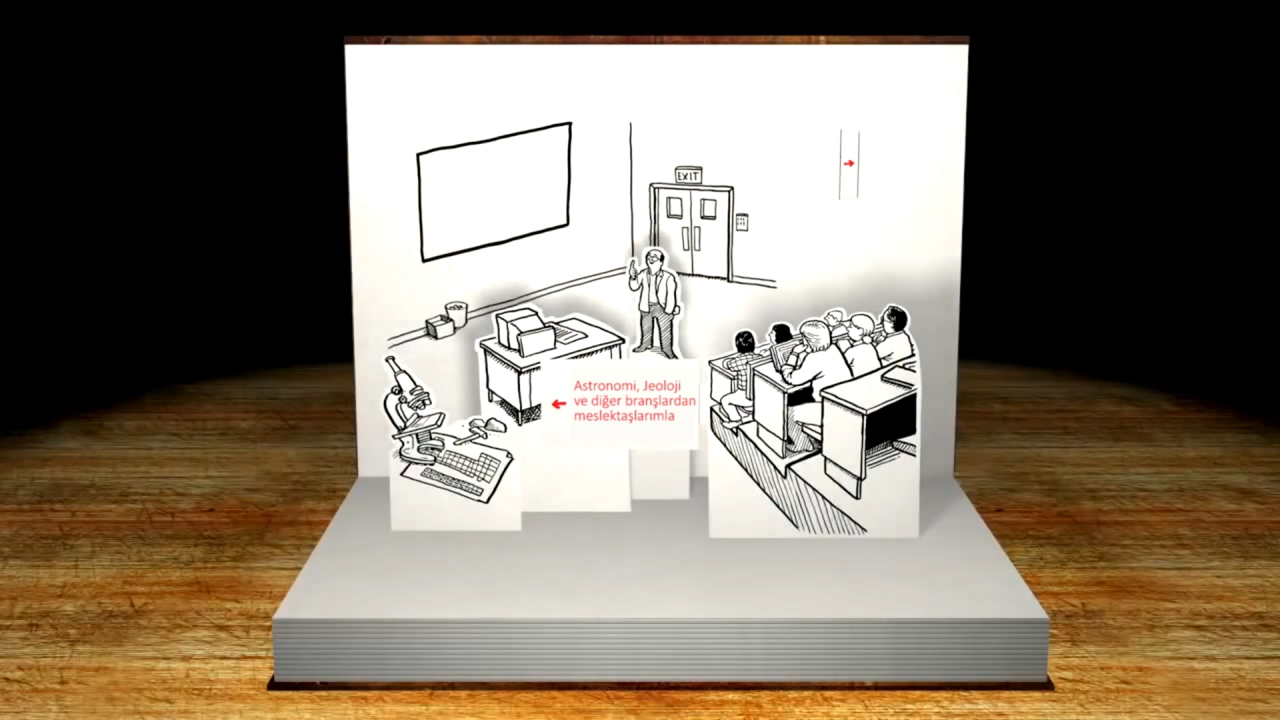 EXIT
Astronomi, Jeoloji
ve diğer branşlardan
meslektaşlarımla